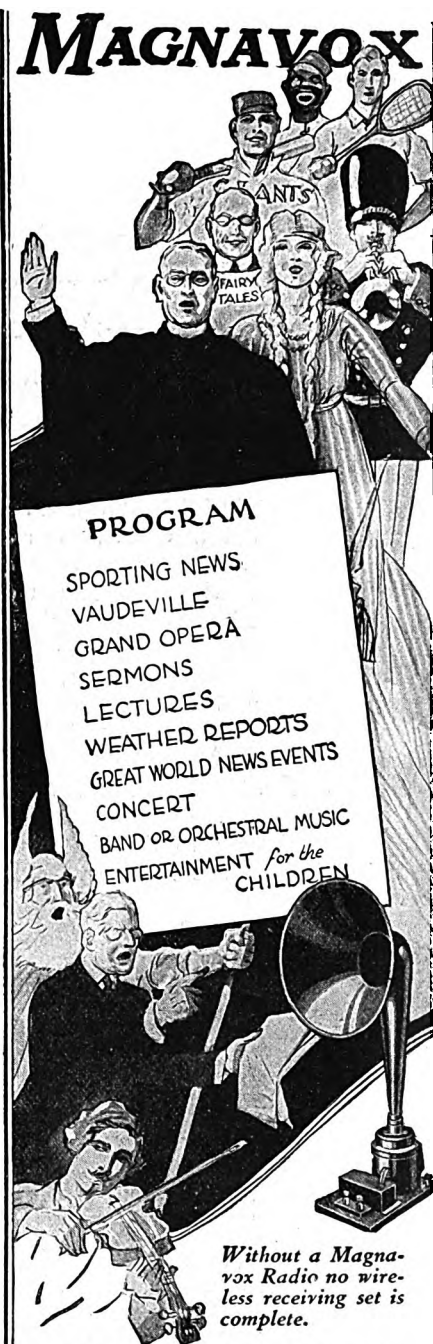 MAGNAVOX
ANTS
FAIRY
TALES
PROGRAM
SPORTING NEWS
VAUDEVILLE
GRAND OPERA
SERMONS
LECTURES
WEATHER REPORTS
GREAT WORLD NEWS EVENTS
CONCERT
BAND OR ORCHESTRAL MUSIC
ENTERTAINMENT for the
CHILDREN
Without a Magna-
vox Radio no wire-
less receiving set is
complete.